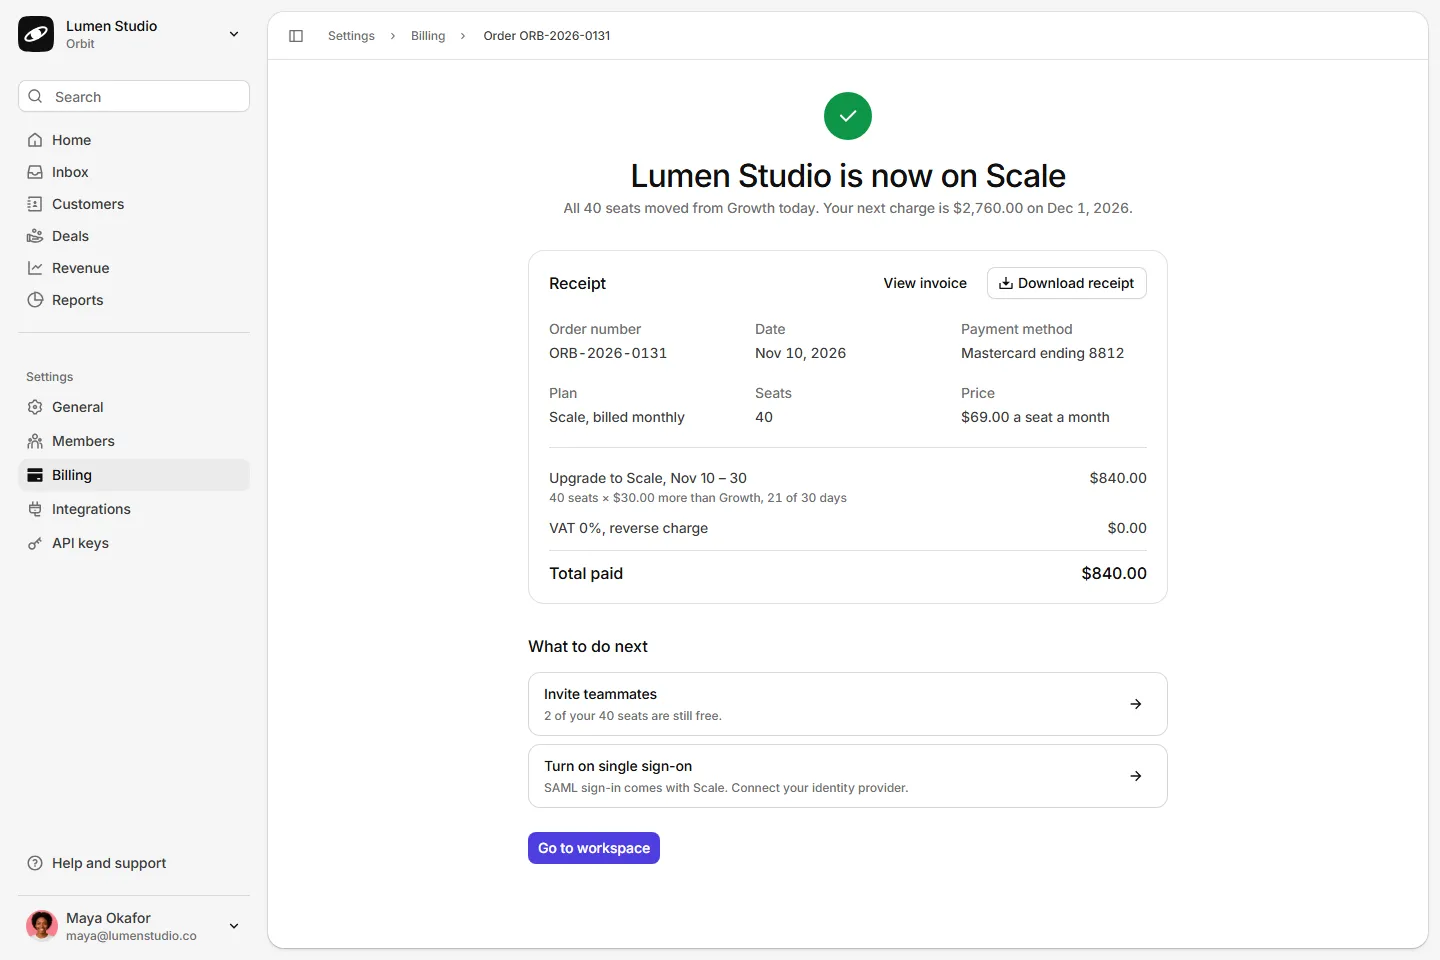 Lumen Studio
Orbit
Search
Home
Inbox
Customers
Deals
Revenue
Reports
Settings
General
Members
Billing
Integrations
API keys
Help and support
Maya Okafor
maya@lumenstudio.co
Settings
Billing
Order ORB-2026-0131
Lumen Studio is now on Scale
All 40 seats moved from Growth today. Your next charge is $2,760.00 on Dec 1, 2026.
Receipt
View invoice
Download receipt
Order number
Date
Payment method
ORB-2026-0131
Nov 10, 2026
Mastercard ending 8812
Plan
Seats
Price
Scale, billed monthly
40
$69.00 a seat a month
Upgrade to Scale, Nov 10 – 30
$840.00
40 seats × $30.00 more than Growth, 21 of 30 days
VAT 0%, reverse charge
$0.00
Total paid
$840.00
What to do next
Invite teammates
2 of your 40 seats are still free.
Turn on single sign-on
SAML sign-in comes with Scale. Connect your identity provider.
Go to workspace